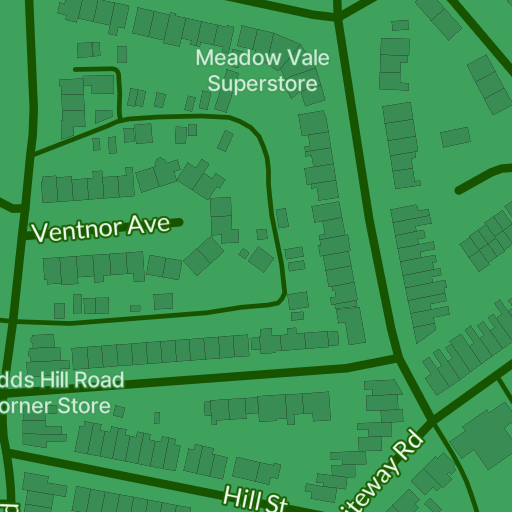 Meadow Vale
Superstore
Ventnor Ave
dds Hill Road
orner Store
iteway Rd
Hill St